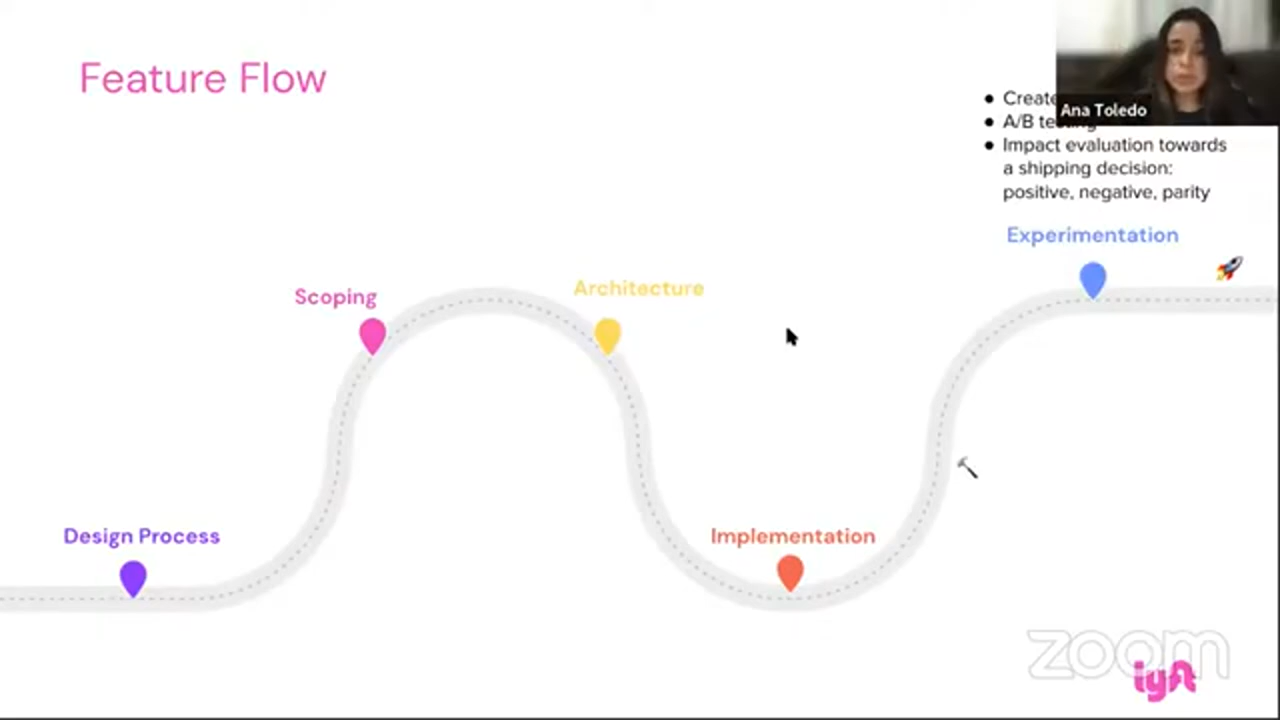 Feature Flow
Ana Toledo
● Create
● A/B testing
● Impact evaluation towards
a shipping decision:
positive, negative, parity
Experimentation
Scoping
Architecture
Design Process
Implementation
zoom
lyft